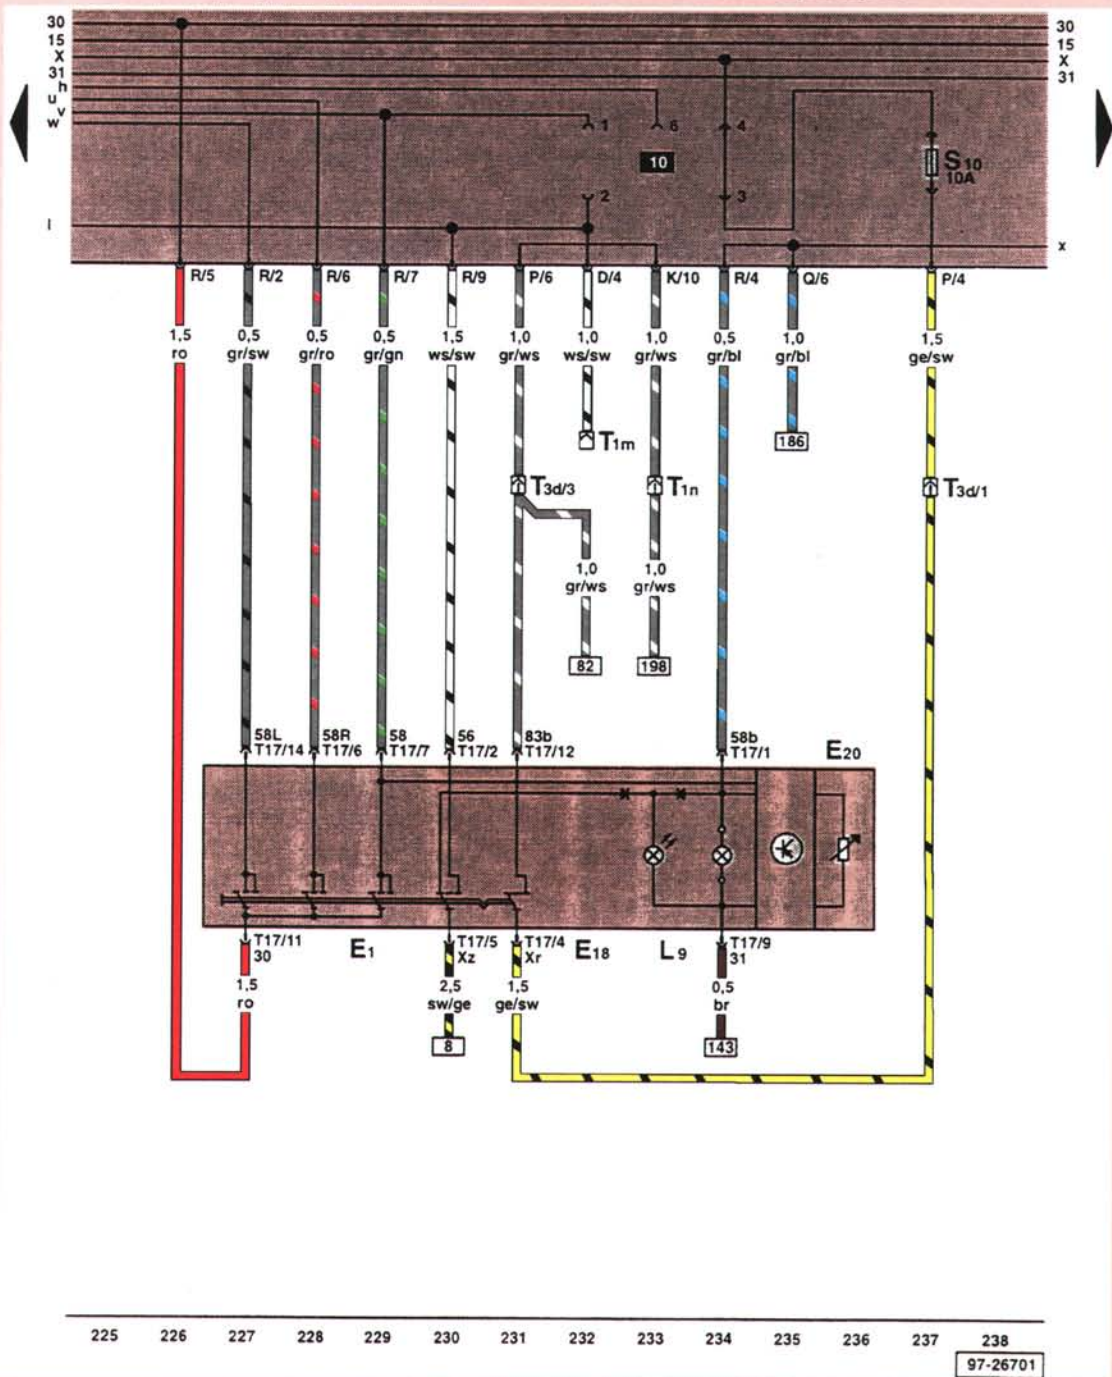 30 30
15 15
X X
31 31
h
u
v
w
1 6 4
10
S10
10A
2 3
l x
R/5 R/2 R/6 R/7 R/9 P/6 D/4 K/10 R/4 Q/6 P/4
1,5 0,5 0,5 0,5 1,5 1,0 1,0 1,0 0,5 1,0 1,5
ro gr/sw gr/ro gr/gn ws/sw gr/ws ws/sw gr/ws gr/bl gr/bl ge/sw
T1m 186
T3d/3 T1n T3d/1
1,0 1,0
gr/ws gr/ws
82 198
58L 58R 58 56 83b 58b
T17/14 T17/6 T17/7 T17/2 T17/12 T17/1 E20
T17/11 T17/5 T17/4 T17/9
30 E1 Xz Xr E18 L9 31
1,5 2,5 1,5 0,5
ro sw/ge ge/sw br
8 143
225 226 227 228 229 230 231 232 233 234 235 236 237 238
97-26701